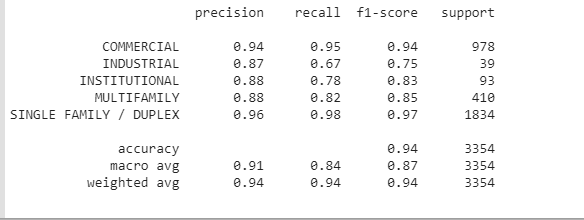 precision recall f1-score support
COMMERCIAL 0.94 0.95 0.94 978
INDUSTRIAL 0.87 0.67 0.75 39
INSTITUTIONAL 0.88 0.78 0.83 93
MULTIFAMILY 0.88 0.82 0.85 410
SINGLE FAMILY / DUPLEX 0.96 0.98 0.97 1834
accuracy 0.94 3354
macro avg 0.91 0.84 0.87 3354
weighted avg 0.94 0.94 0.94 3354